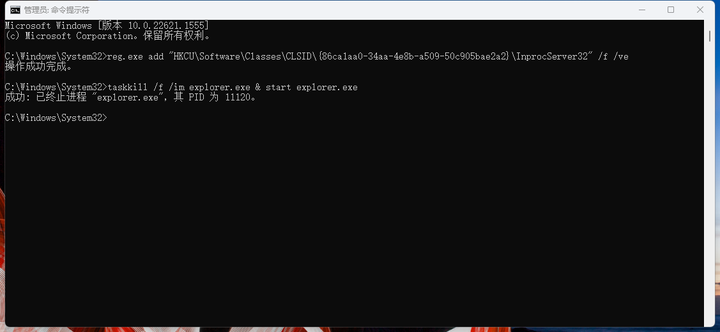 管理员: 命令提示符
Microsoft Windows [版本 10.0.22621.1555]
(c) Microsoft Corporation。保留所有权利。
C:\Windows\System32>reg.exe add "HKCU\Software\Classes\CLSID\{86ca1aa0-34aa-4e8b-a509-50c905bae2a2}\InprocServer32" /f /ve
操作成功完成。
C:\Windows\System32>taskkill /f /im explorer.exe & start explorer.exe
成功: 已终止进程 "explorer.exe"，其 PID 为 11120。
C:\Windows\System32>